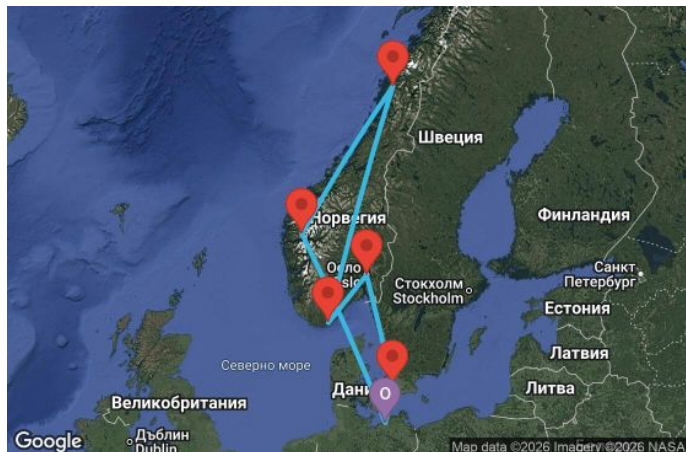 Швеция
Норвегия
Финландия
Осло
Oslo
Стокхолм
Stockholm
Санкт
Петербург
Естония
Северно море
Латвия
Дани
O
Литва
Великобритания
Дъблин
Dublin
Google
Map data ©2026 Imagery ©2026 NASA